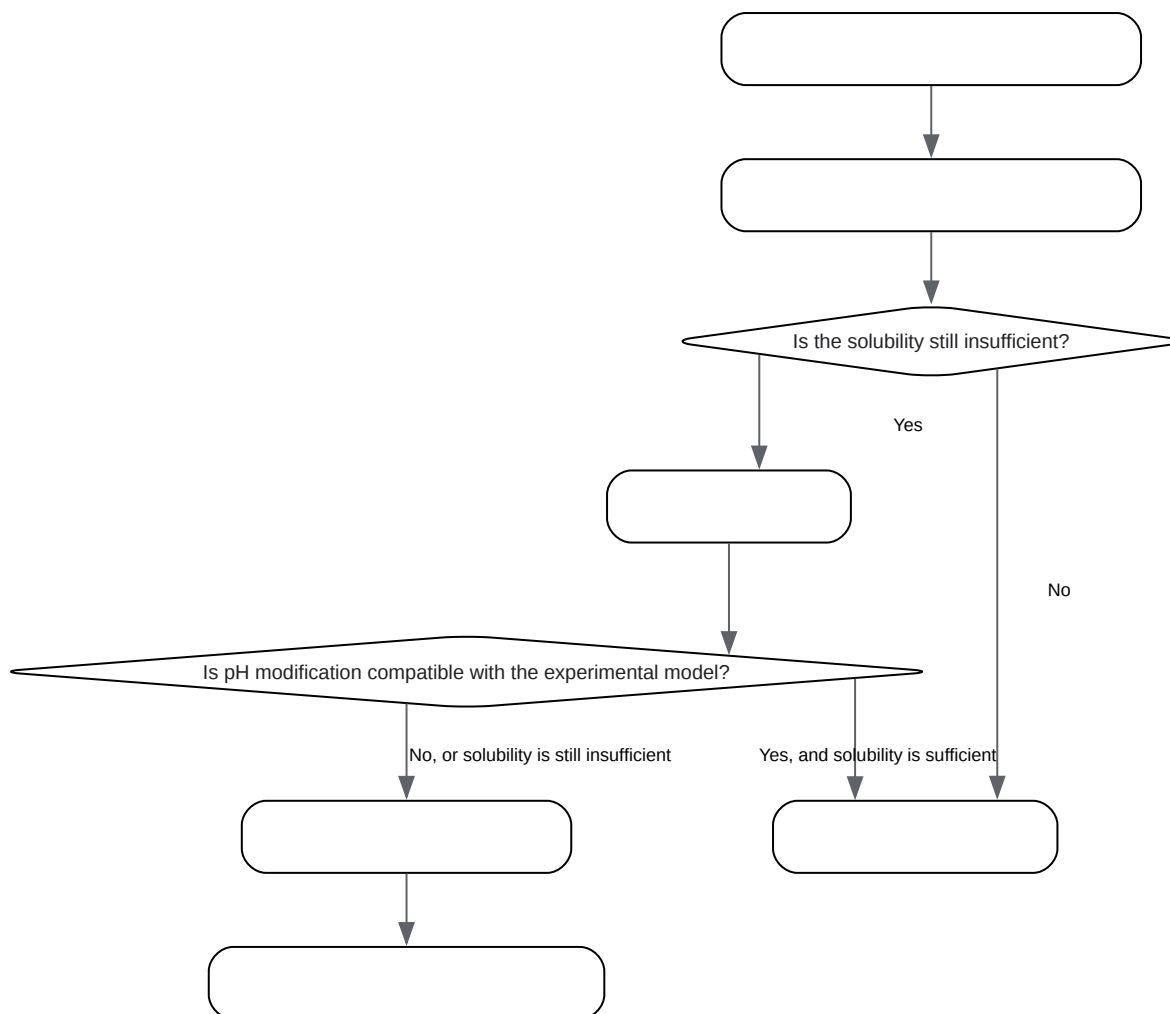 Is the solubility still insufficient?
Yes
No
Is pH modification compatible with the experimental model?
No, or solubility is still insufficient
Yes, and solubility is sufficient